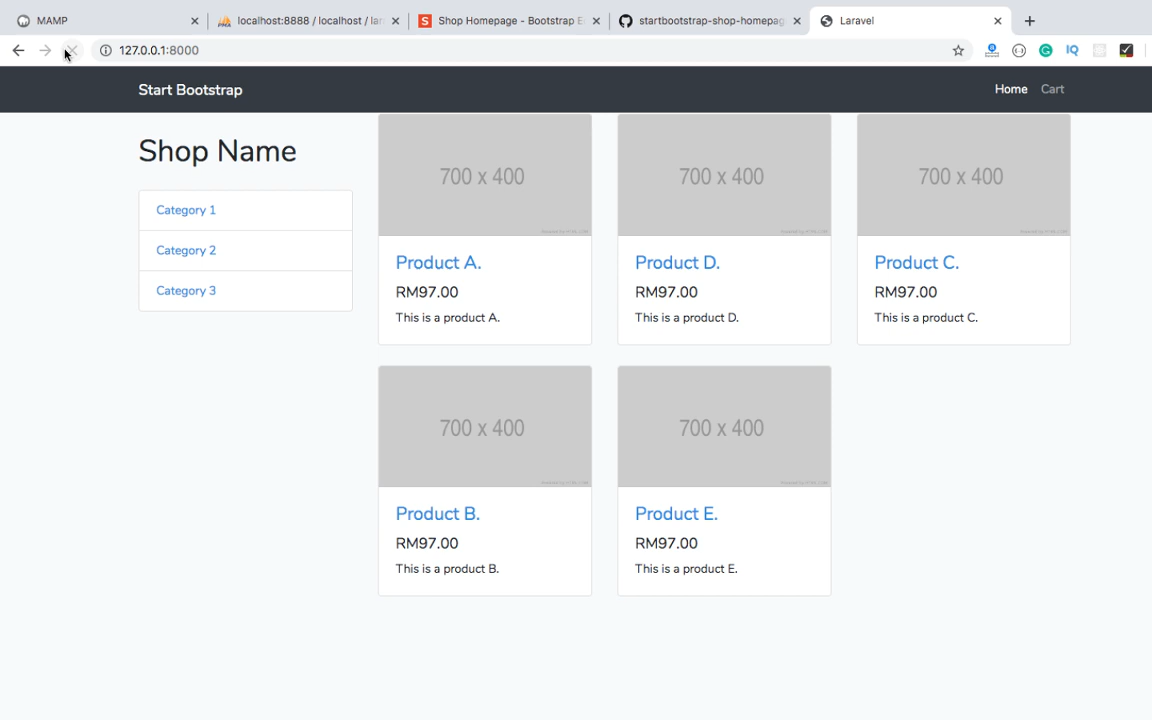 MAMP
localhost:8888 / localhost / lar
Shop Homepage - Bootstrap E
startbootstrap-shop-homepag
Laravel
127.0.0.1:8000
Start Bootstrap
Home
Cart
Shop Name
Category 1
Category 2
Category 3
700 x 400
700 x 400
700 x 400
Product A.
Product D.
Product C.
RM97.00
RM97.00
RM97.00
This is a product A.
This is a product D.
This is a product C.
700 x 400
700 x 400
Product B.
Product E.
RM97.00
RM97.00
This is a product B.
This is a product E.